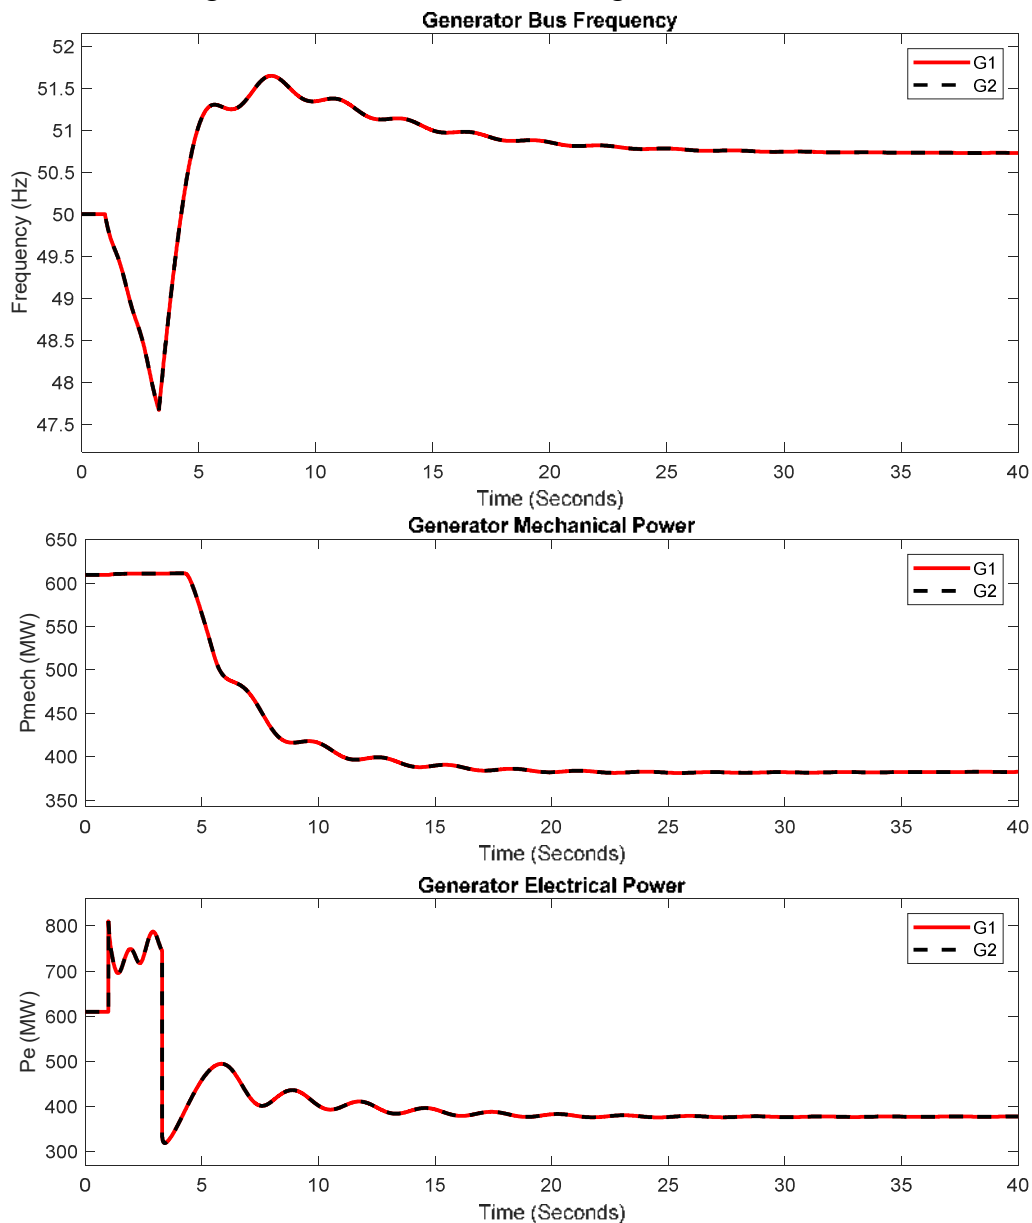 Generator Bus Frequency
52
51.5
51
50.5
50
49.5
49
48.5
48
47.5
Frequency (Hz)
G1
G2
0 5 10 15 20 25 30 35 40
Time (Seconds)
Generator Mechanical Power
650
600
550
500
450
400
350
Pmech (MW)
G1
G2
0 5 10 15 20 25 30 35 40
Time (Seconds)
Generator Electrical Power
800
700
600
500
400
300
Pe (MW)
G1
G2
0 5 10 15 20 25 30 35 40
Time (Seconds)